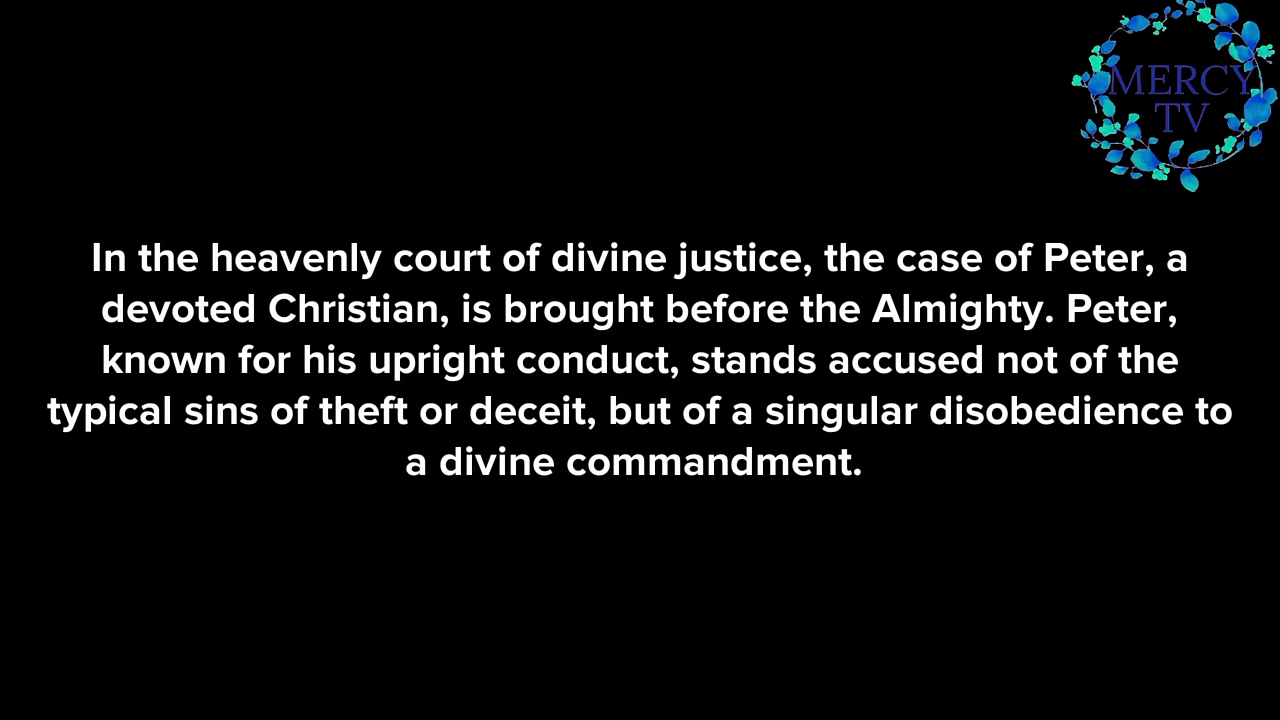 MERCY
TV
In the heavenly court of divine justice, the case of Peter, a
devoted Christian, is brought before the Almighty. Peter,
known for his upright conduct, stands accused not of the
typical sins of theft or deceit, but of a singular disobedience to
a divine commandment.